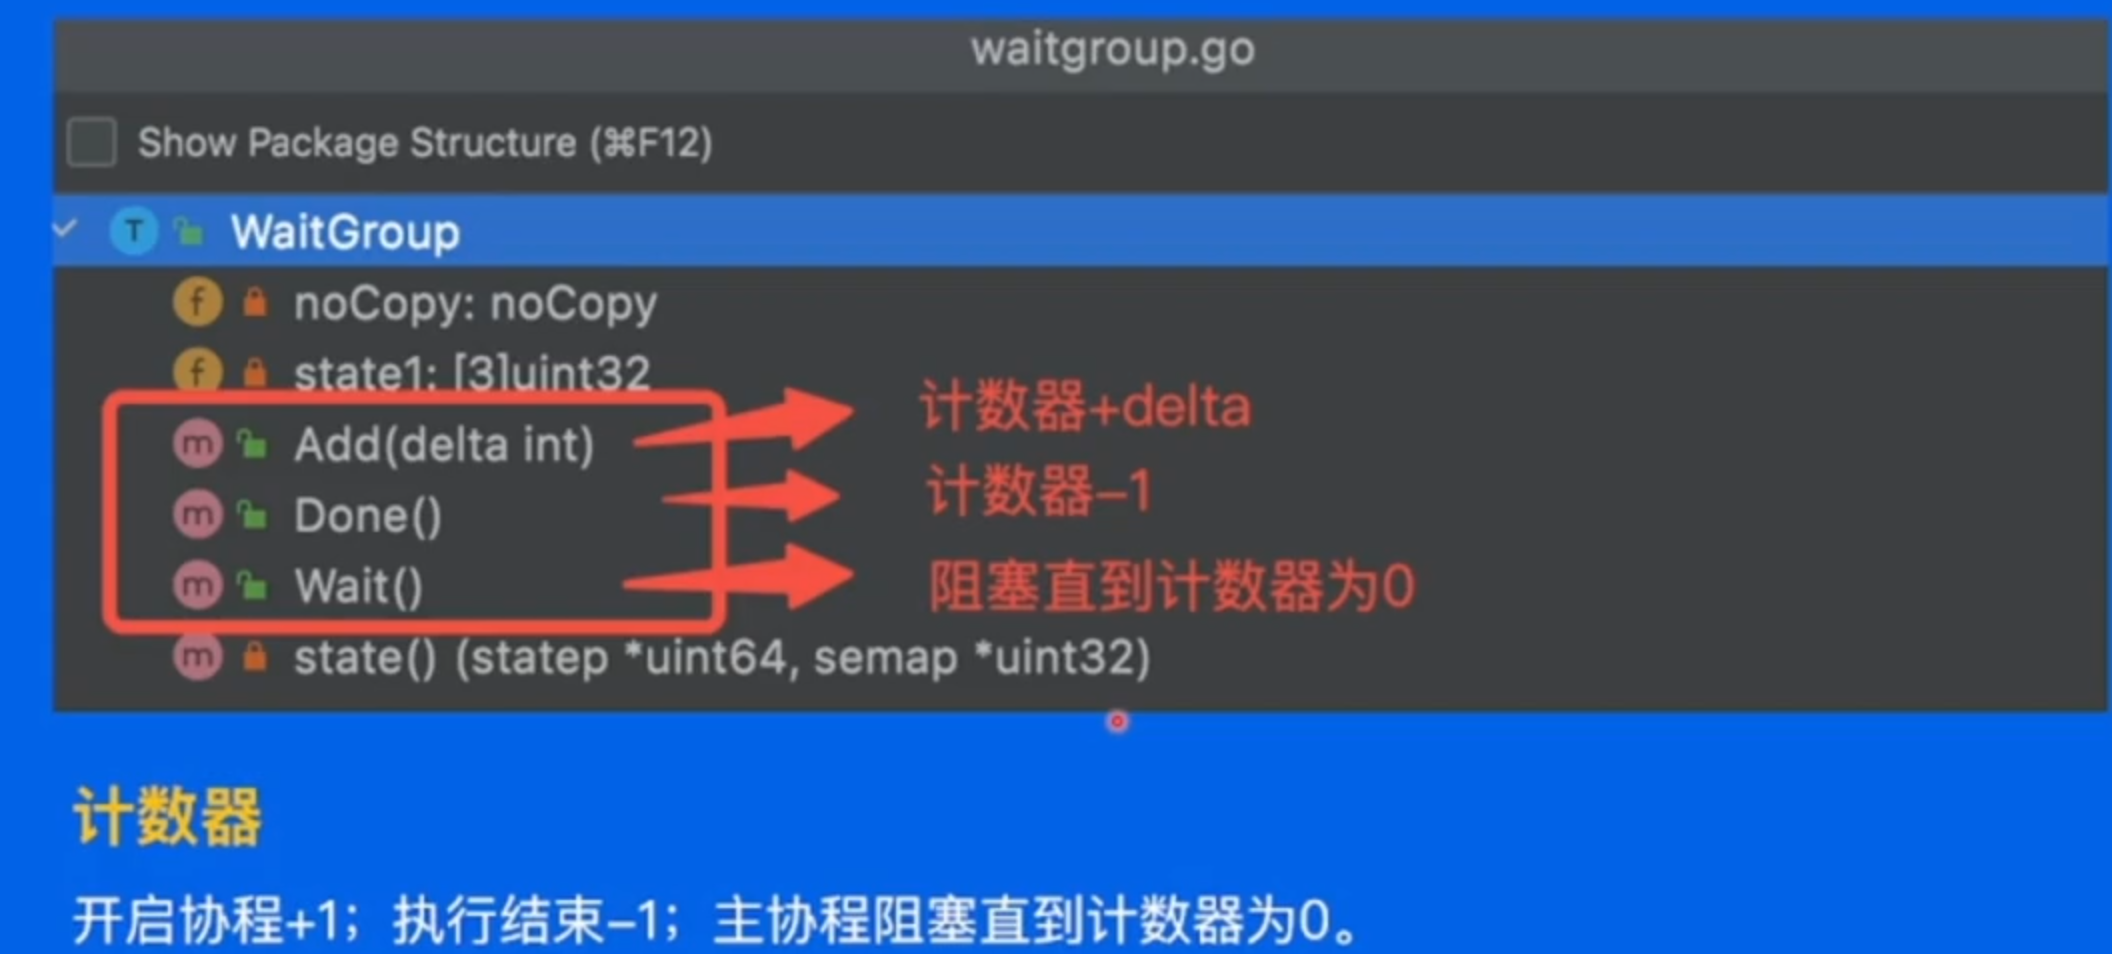 waitgroup.go
Show Package Structure (⌘F12)
T WaitGroup
f noCopy: noCopy
f state1: [3]uint32
m Add(delta int) 计数器+delta
m Done() 计数器–1
m Wait() 阻塞直到计数器为0
m state() (statep *uint64, semap *uint32)
计数器
开启协程+1；执行结束–1；主协程阻塞直到计数器为0。